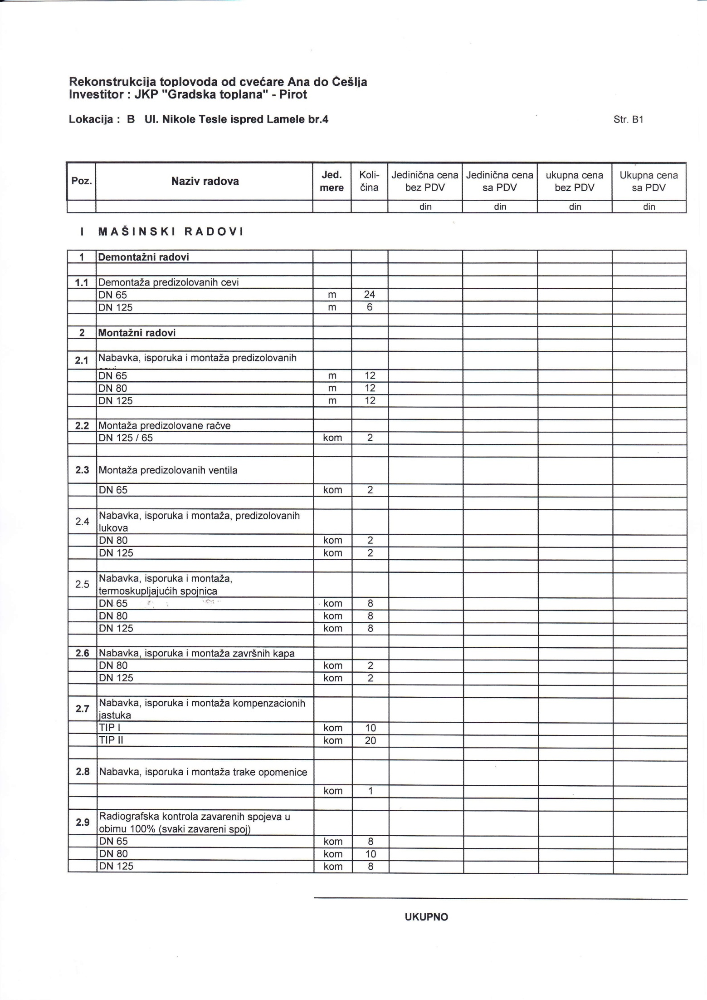 Rekonstrukcija toplovoda od cvećare Ana do Češlja
Investitor : JKP "Gradska toplana" - Pirot
Lokacija : B Ul. Nikole Tesle ispred Lamele br.4 Str. B1
Poz. Naziv radova Jed. mere Koli-čina Jedinična cena bez PDV Jedinična cena sa PDV ukupna cena bez PDV Ukupna cena sa PDV
din din din din
I MAŠINSKI RADOVI
1 Demontažni radovi
1.1 Demontaža predizolovanih cevi
DN 65 m 24
DN 125 m 6
2 Montažni radovi
2.1 Nabavka, isporuka i montaža predizolovanih
DN 65 m 12
DN 80 m 12
DN 125 m 12
2.2 Montaža predizolovane račve
DN 125 / 65 kom 2
2.3 Montaža predizolovanih ventila
DN 65 kom 2
2.4 Nabavka, isporuka i montaža, predizolovanih
lukova
DN 80 kom 2
DN 125 kom 2
2.5 Nabavka, isporuka i montaža,
termoskupljajućih spojnica
DN 65 kom 8
DN 80 kom 8
DN 125 kom 8
2.6 Nabavka, isporuka i montaža završnih kapa
DN 80 kom 2
DN 125 kom 2
2.7 Nabavka, isporuka i montaža kompenzacionih
jastuka
TIP I kom 10
TIP II kom 20
2.8 Nabavka, isporuka i montaža trake opomenice
kom 1
2.9 Radiografska kontrola zavarenih spojeva u
obimu 100% (svaki zavareni spoj)
DN 65 kom 8
DN 80 kom 10
DN 125 kom 8
UKUPNO